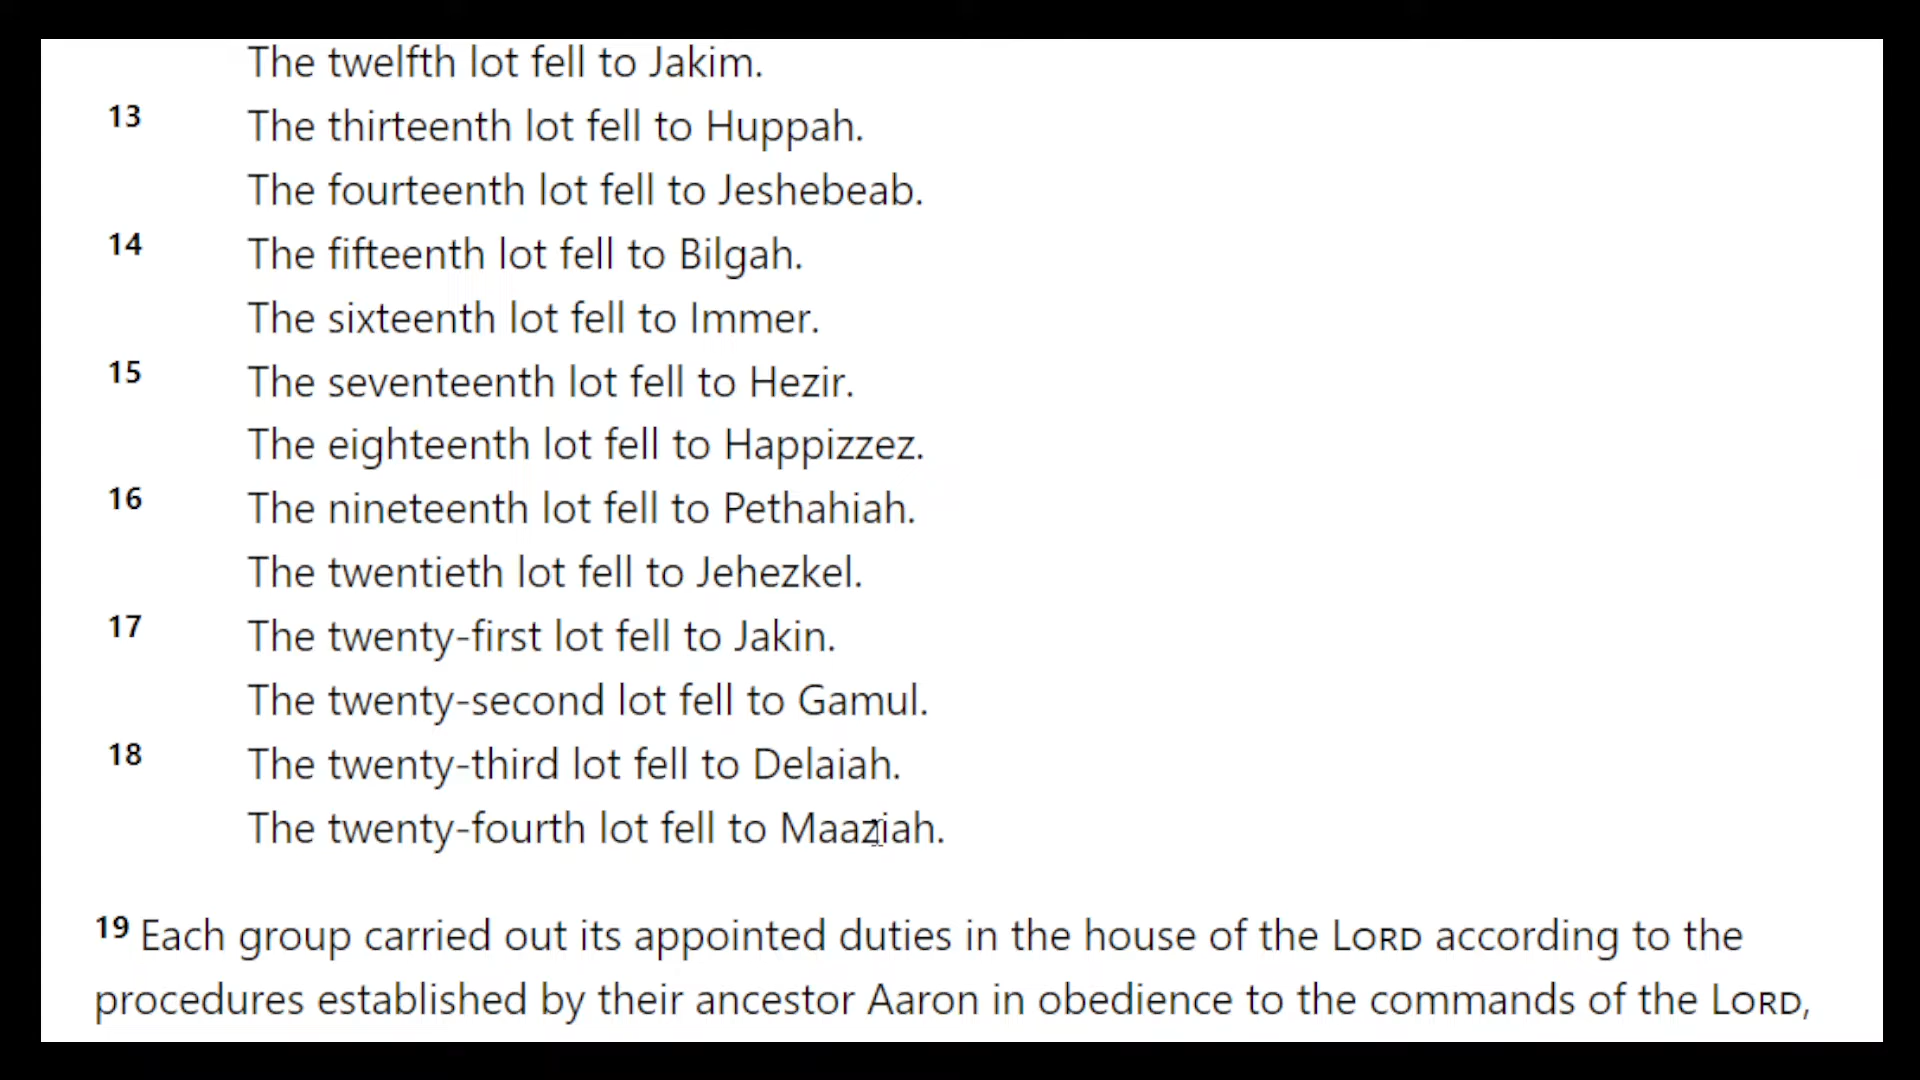 The twelfth lot fell to Jakim.
13 The thirteenth lot fell to Huppah.
The fourteenth lot fell to Jeshebeab.
14 The fifteenth lot fell to Bilgah.
The sixteenth lot fell to Immer.
15 The seventeenth lot fell to Hezir.
The eighteenth lot fell to Happizzez.
16 The nineteenth lot fell to Pethahiah.
The twentieth lot fell to Jehezkel.
17 The twenty-first lot fell to Jakin.
The twenty-second lot fell to Gamul.
18 The twenty-third lot fell to Delaiah.
The twenty-fourth lot fell to Maaziah.
19 Each group carried out its appointed duties in the house of the LORD according to the
procedures established by their ancestor Aaron in obedience to the commands of the LORD,